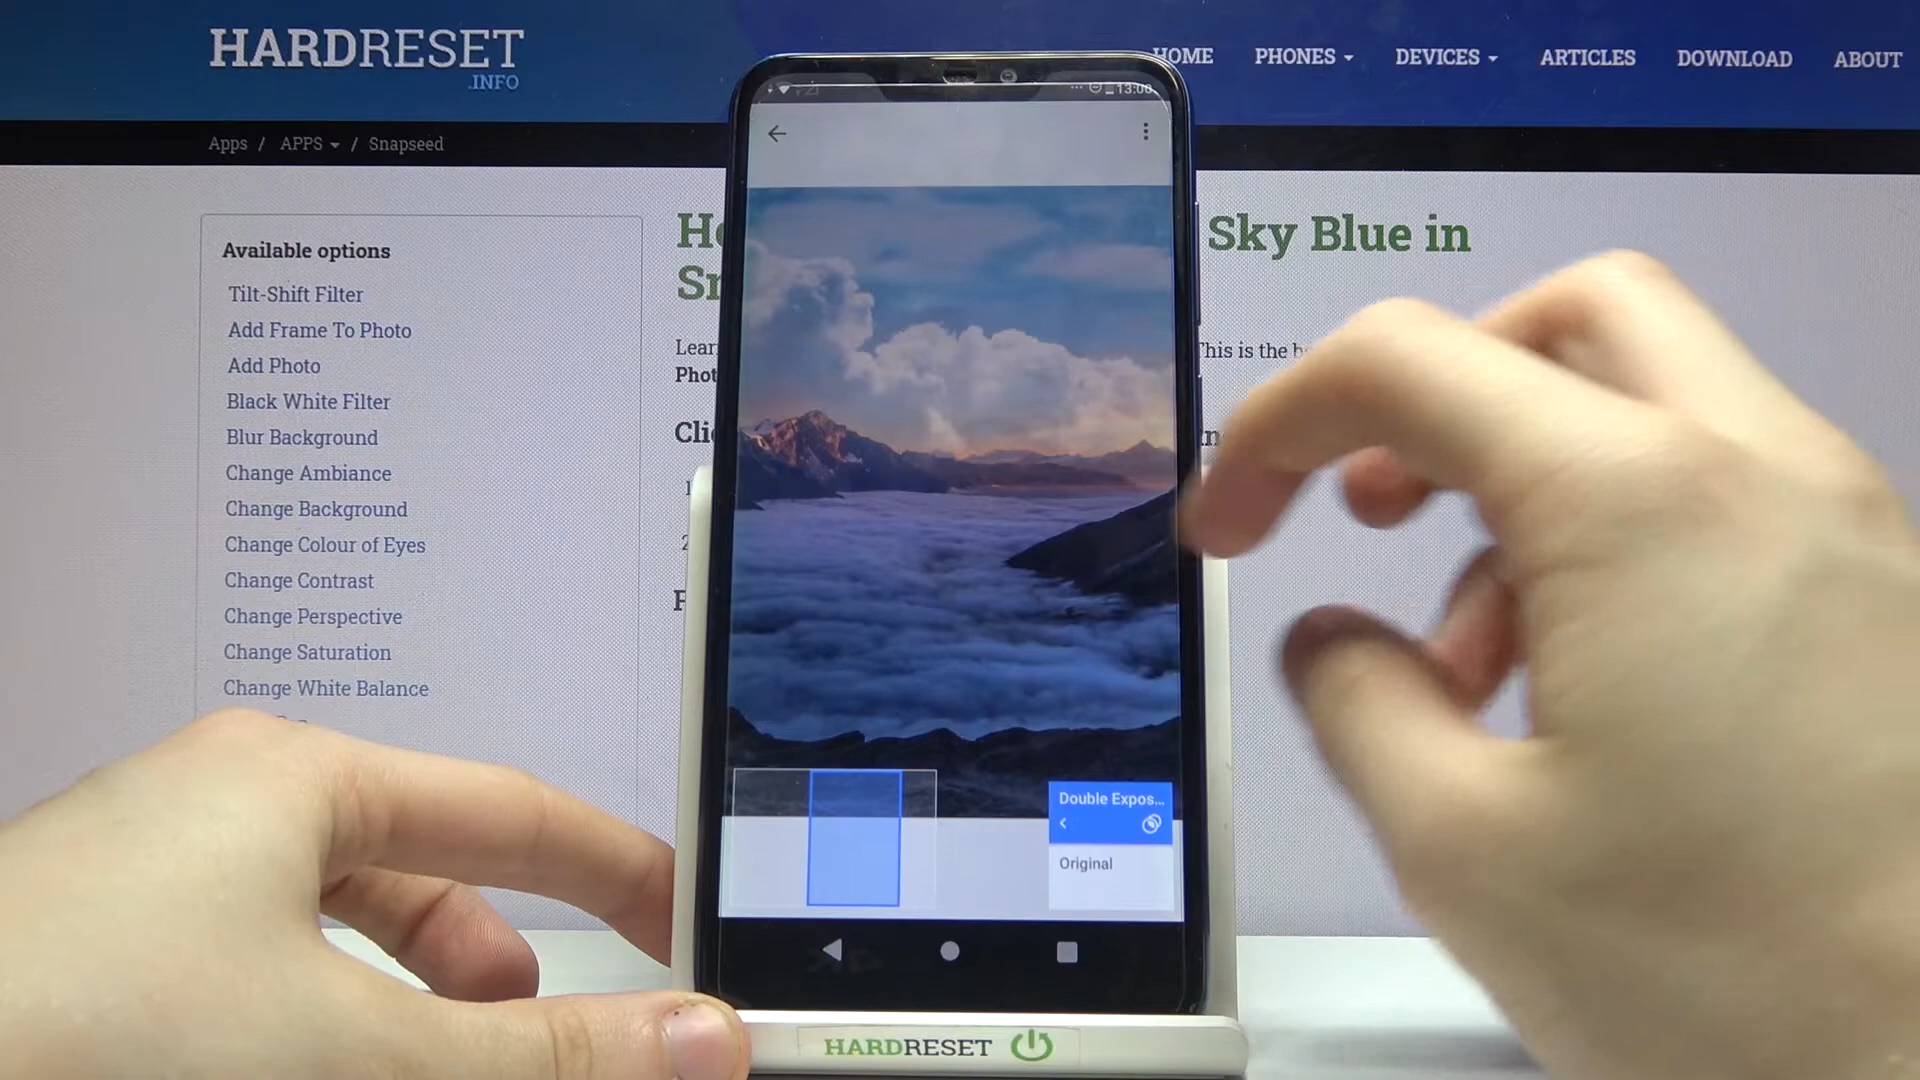 HARDRESET
.INFO
HOME PHONES DEVICES ARTICLES DOWNLOAD ABOUT
Apps / APPS / Snapseed
13:00
Available options
Tilt-Shift Filter
Add Frame To Photo
Add Photo
Black White Filter
Blur Background
Change Ambiance
Change Background
Change Colour of Eyes
Change Contrast
Change Perspective
Change Saturation
Change White Balance
Sky Blue in
This is the
Double Expos...
Original
HARDRESET